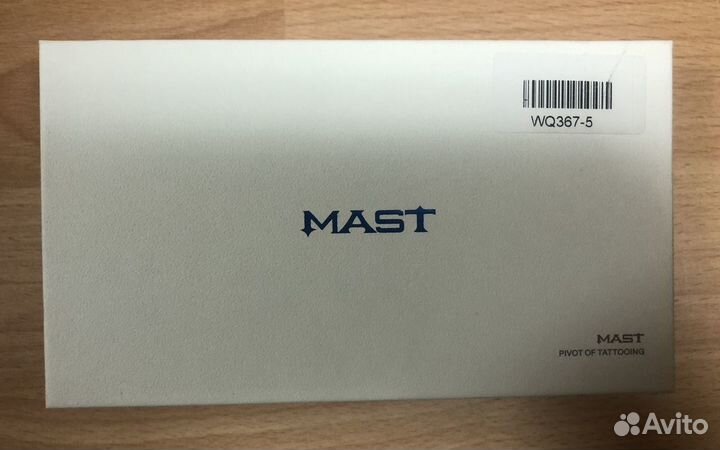 WQ367-5
MAST
MAST
PIVOT OF TATTOOING
Avito